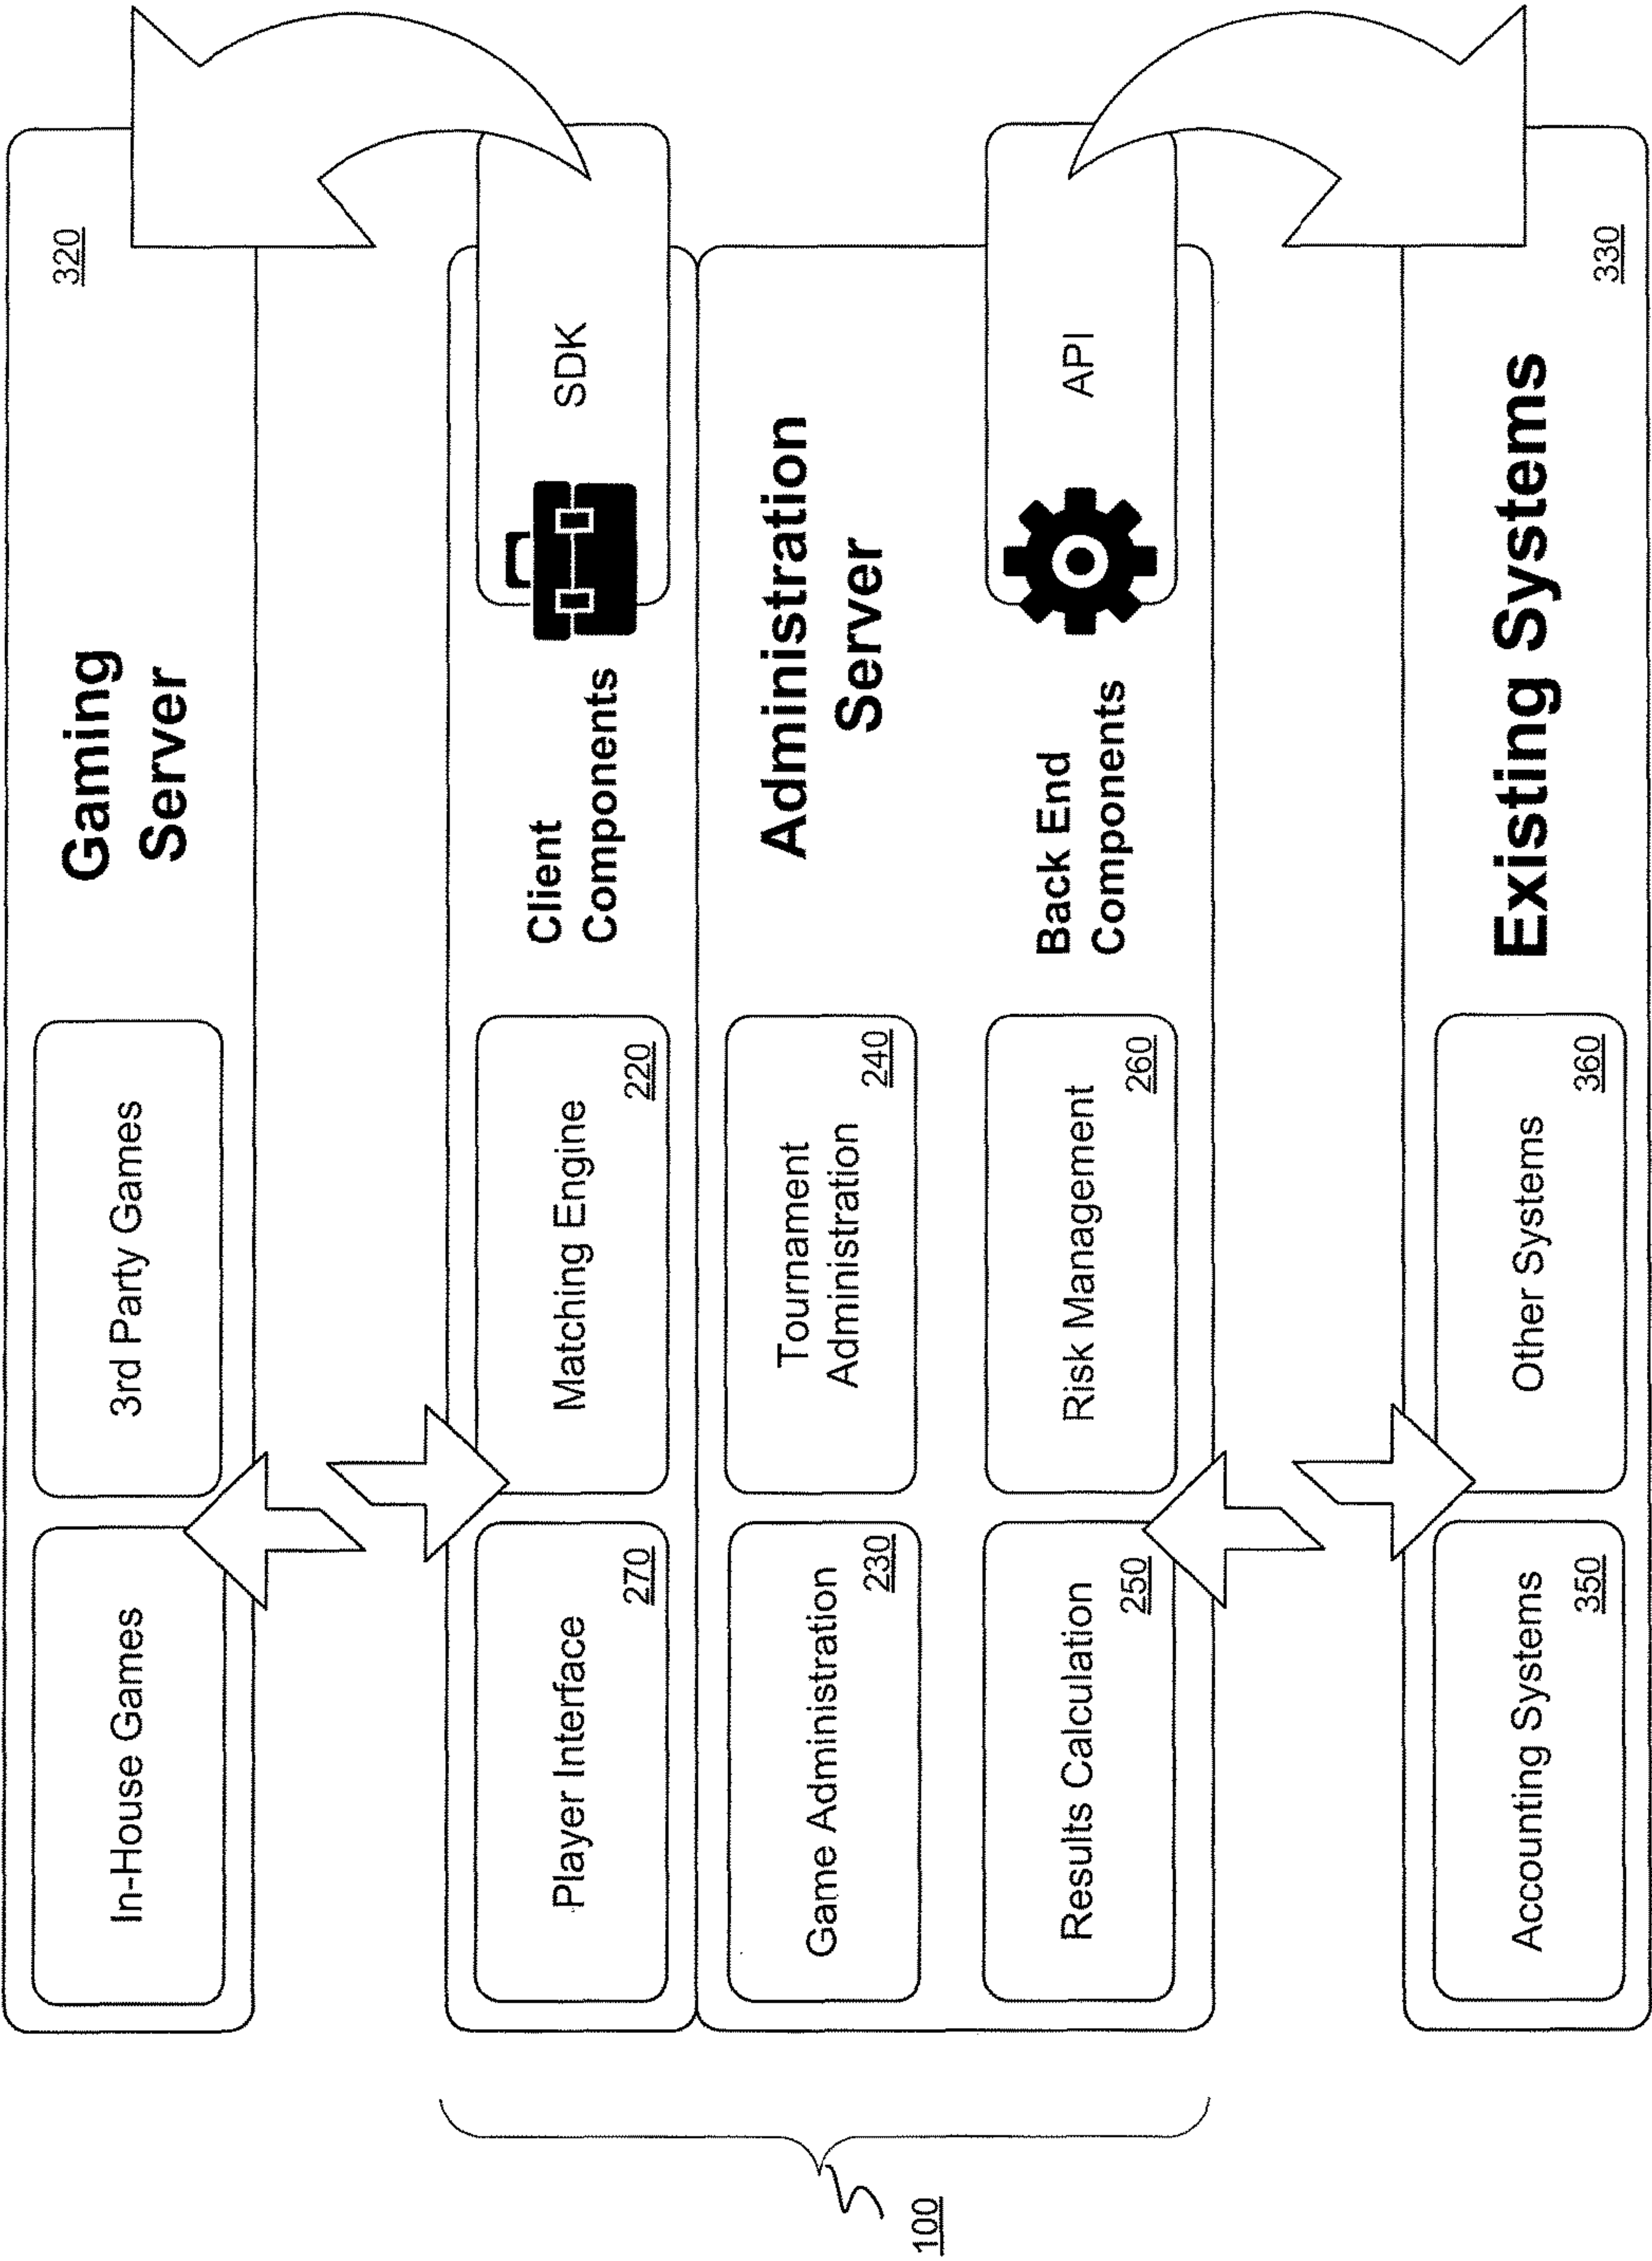 In-House Games
3rd Party Games
Gaming
Server
320
Player Interface
270
Matching Engine
220
Client
Components
SDK
Game Administration
230
Tournament
Administration
240
Administration
Server
Results Calculation
250
Risk Management
260
Back End
Components
API
Accounting Systems
350
Other Systems
360
Existing Systems
330
100